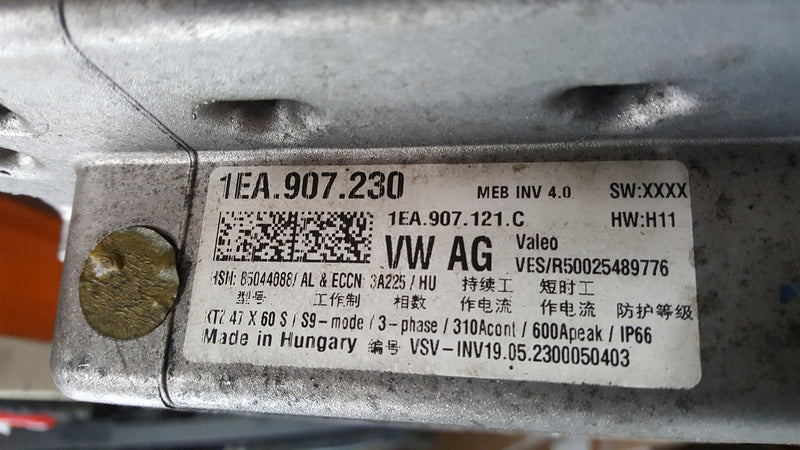 1EA.907.230 MEB INV 4.0 SW:XXXX
1EA.907.121.C HW:H11
VW AG Valeo
VES/R50025489776
HSH: 85044088/ AL & ECCN: 3A225 / HU 持续工 短时工
型号 工作制 相数 作电流 作电流 防护等级
KTZ 47 X 60 S / S9-mode / 3-phase / 310Acont / 600Apeak / IP66
Made in Hungary 编号 VSV-INV19.05.2300050403